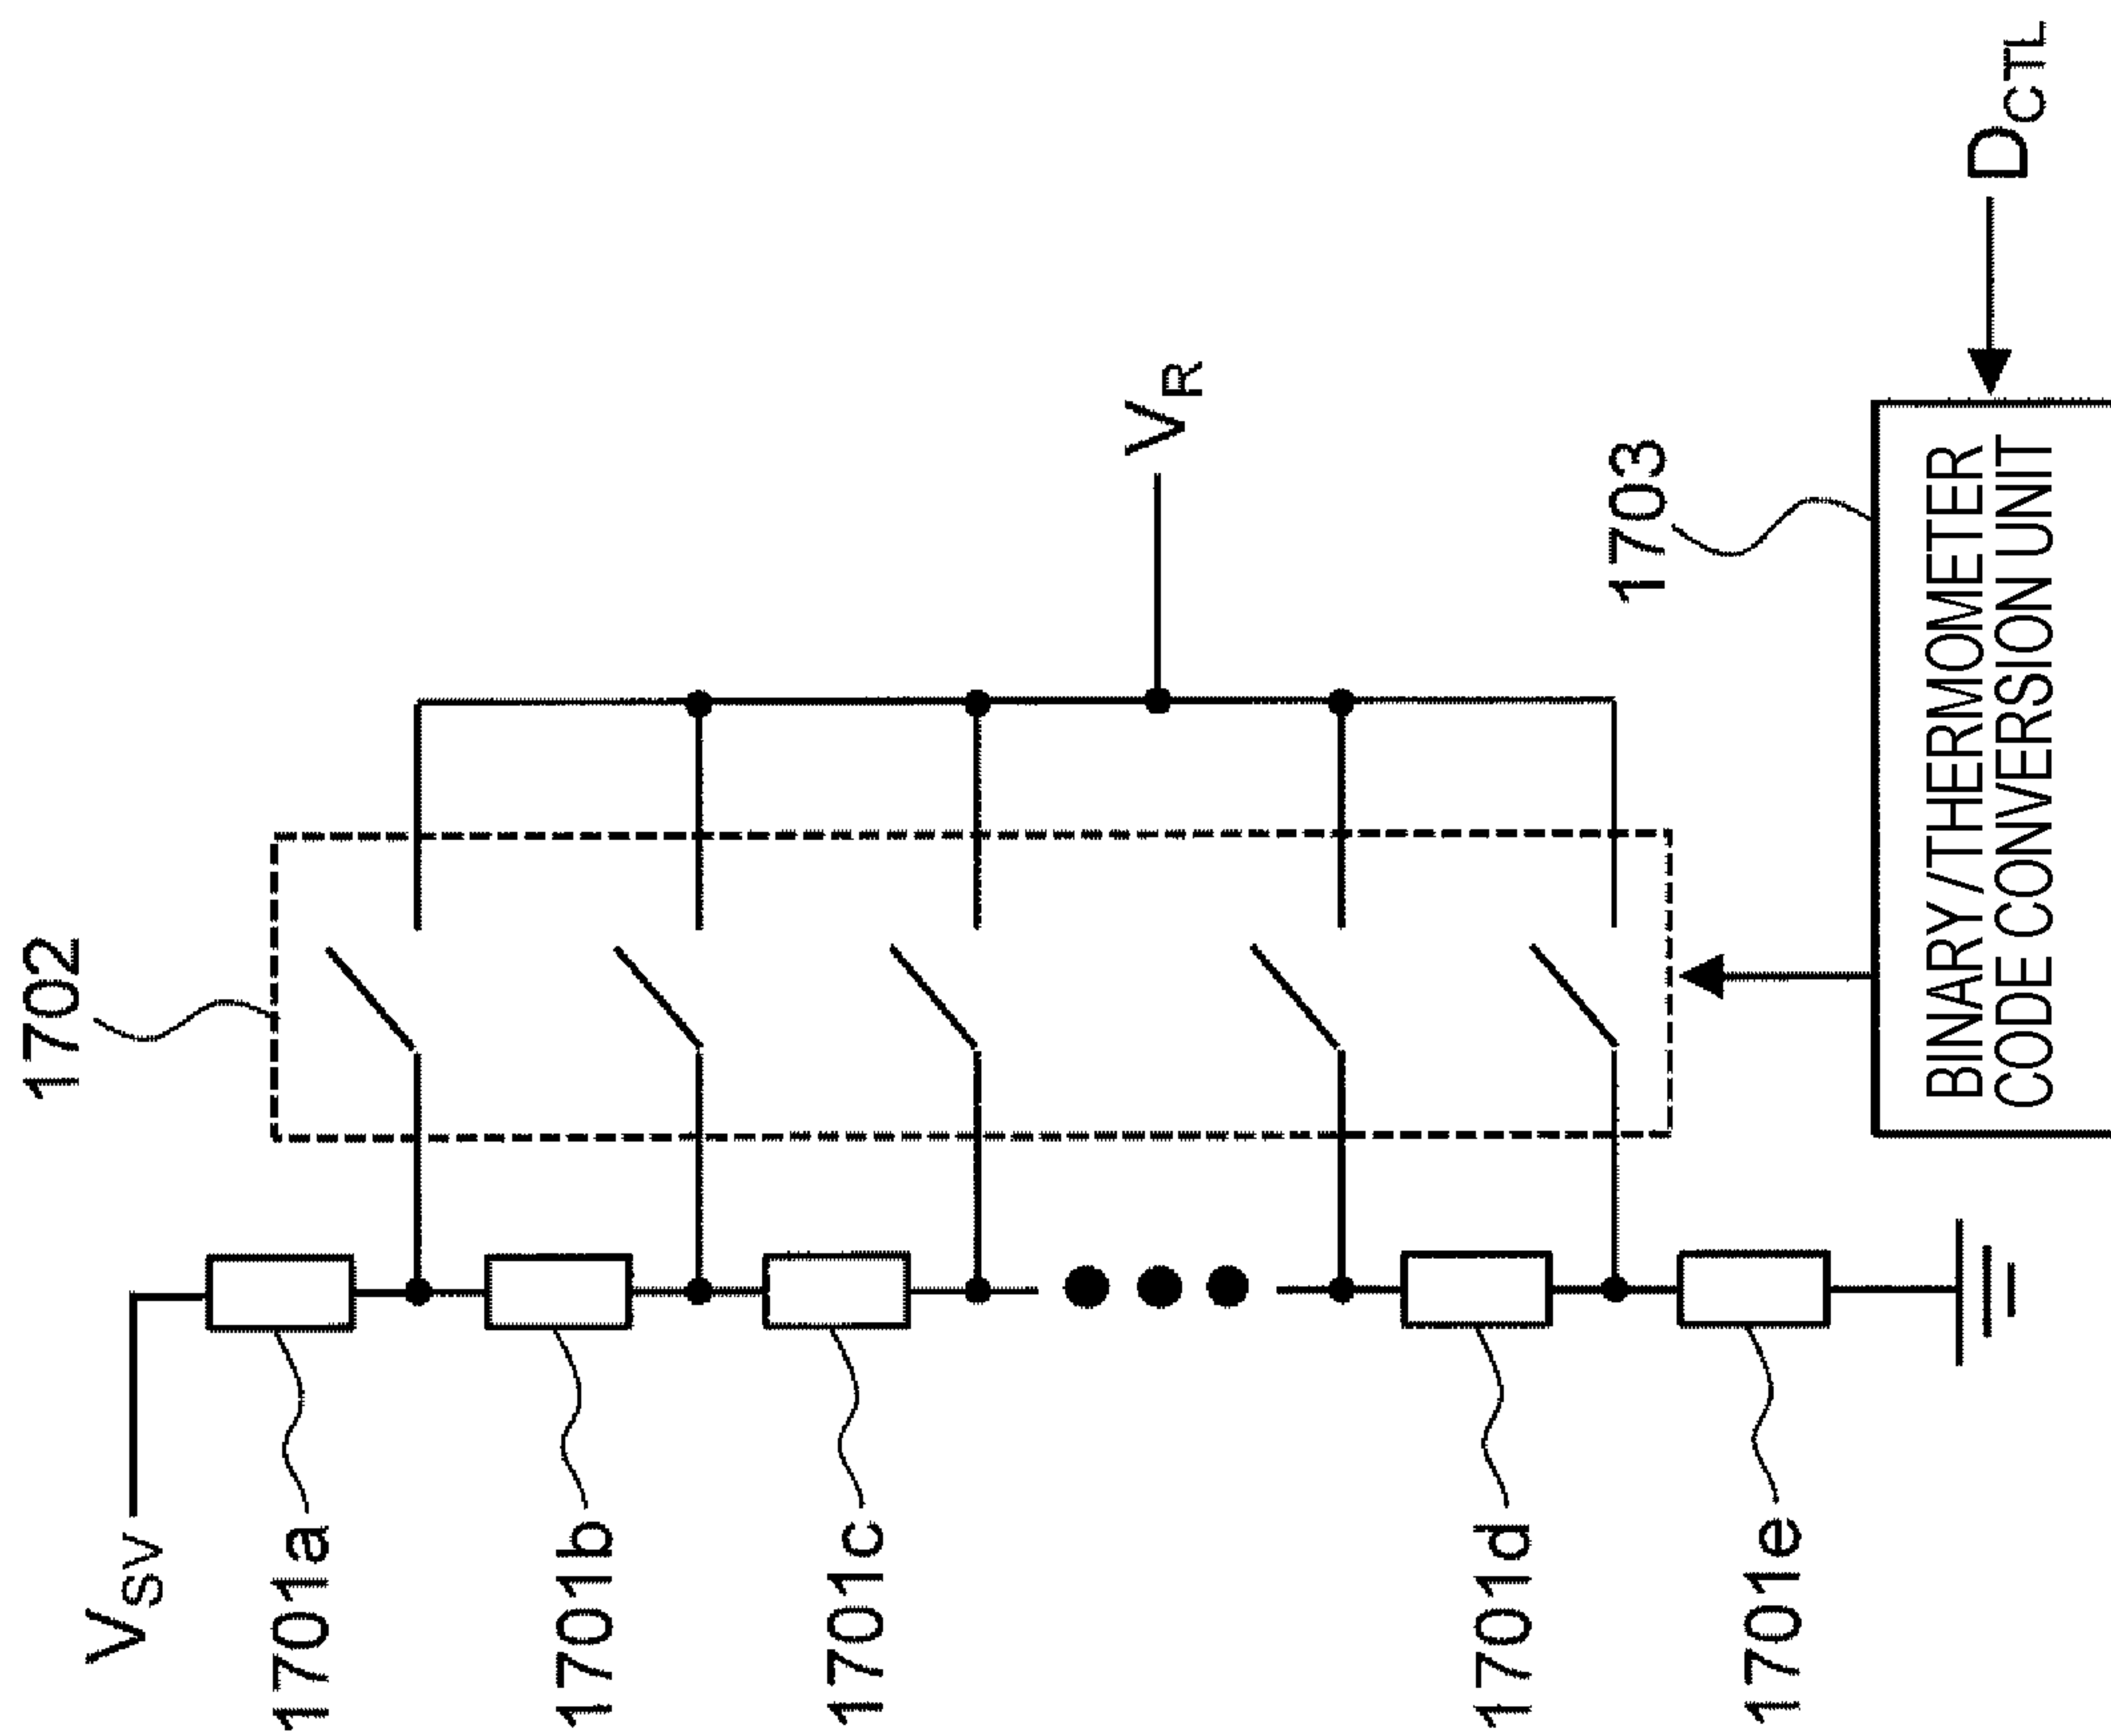 1702
V_SV
1701a
1701b
1701c
1701d
1701e
V_R
1703
BINARY/THERMOMETER
CODE CONVERSION UNIT
D_CTL